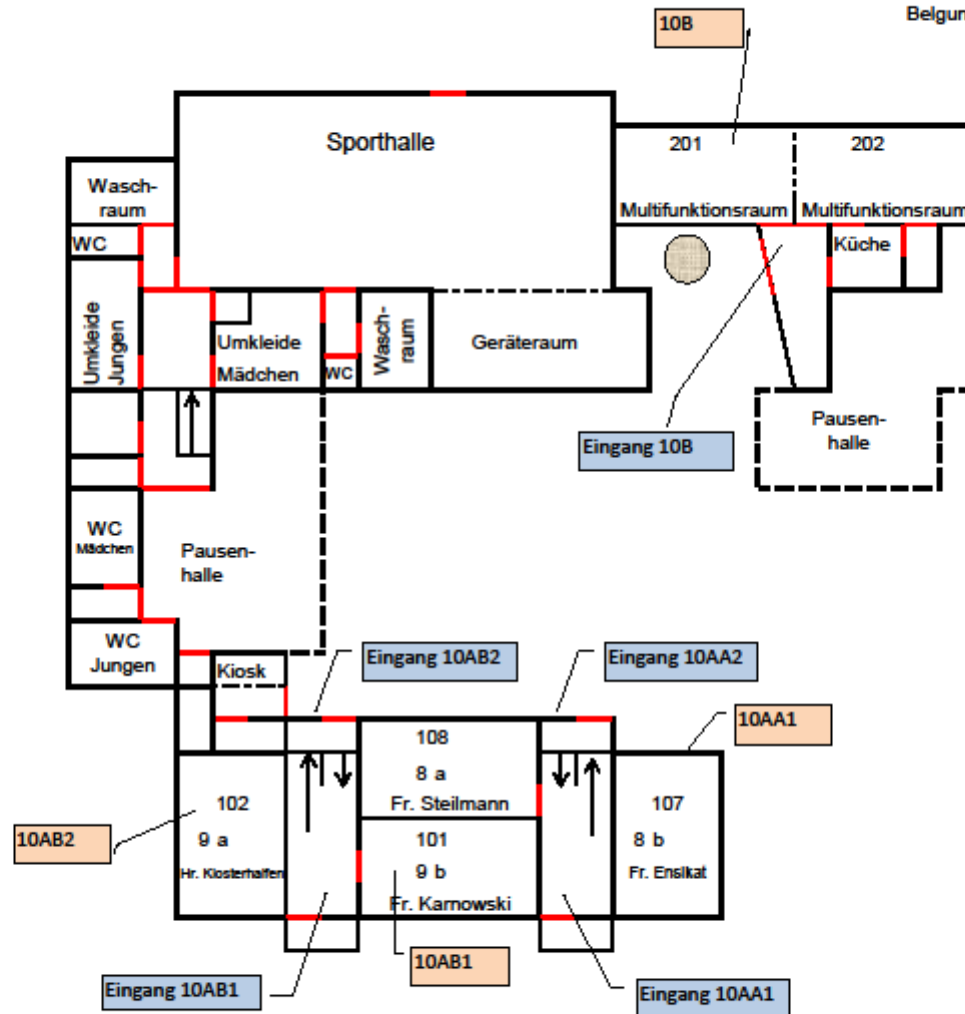 Belgun
10B
Sporthalle
201
202
Wasch-
raum
Multifunktionsraum
Multifunktionsraum
WC
Küche
Umkleide
Jungen
Umkleide
Mädchen
WC
Wasch-
raum
Geräteraum
Pausen-
halle
Eingang 10B
WC
Mädchen
Pausen-
halle
WC
Jungen
Kiosk
Eingang 10AB2
Eingang 10AA2
10AA1
108
8 a
Fr. Steilmann
102
9 a
Hr. Klosterhalfen
10AB2
101
9 b
Fr. Karnowski
107
8 b
Fr. Ensikat
10AB1
Eingang 10AB1
Eingang 10AA1